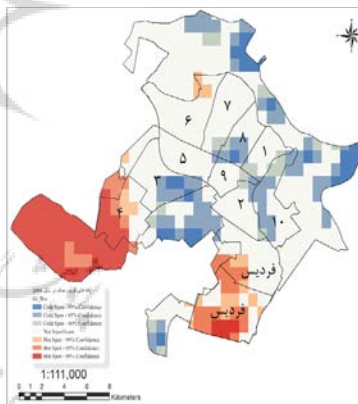 ۷
۶
۸
۱
۵
۳
۹
۲
۴
۱۰
فردیس
فردیس
Cold Spot - 99% Confidence
Cold Spot - 95% Confidence
Cold Spot - 90% Confidence
Not Significant
Hot Spot - 90% Confidence
Hot Spot - 95% Confidence
Hot Spot - 99% Confidence
1:111,000
0 1 2 4 6 8
Kilometers